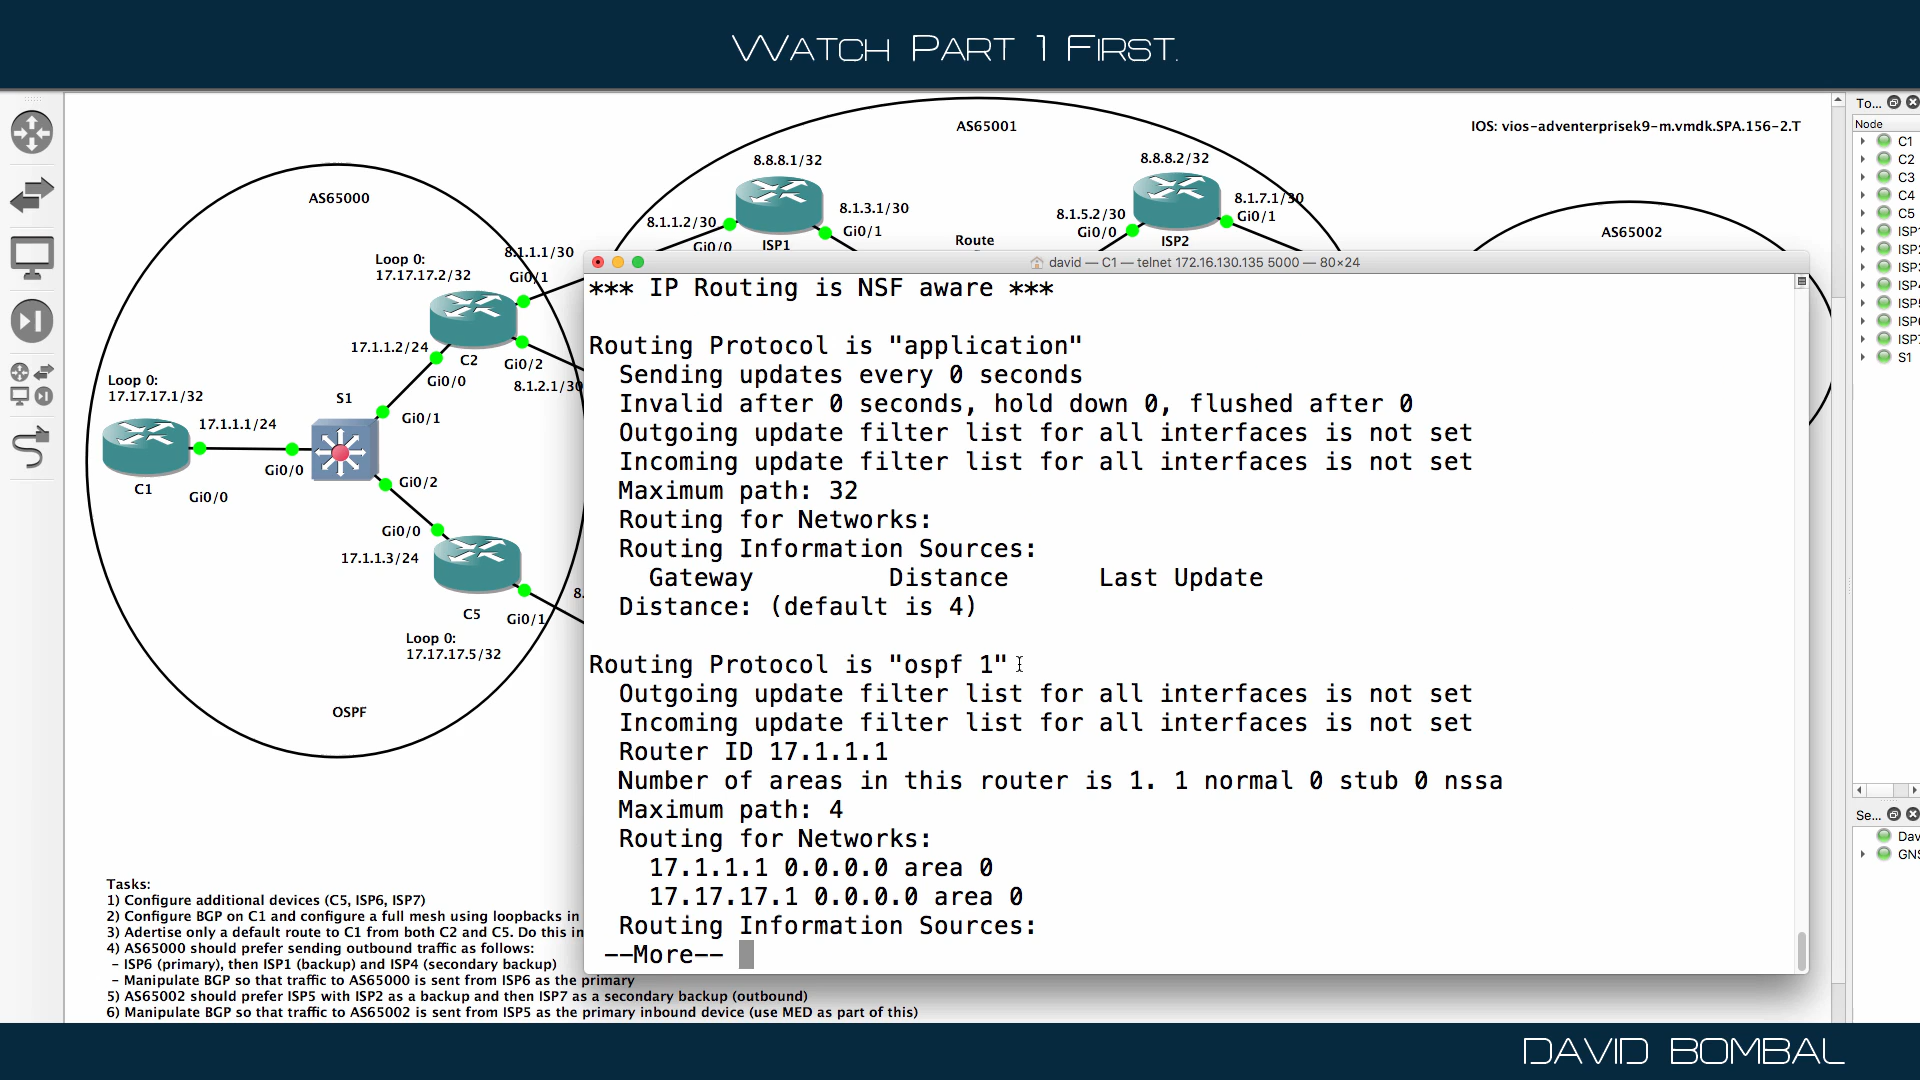 WATCH PART 1 FIRST.
AS65001
IOS: vios-adventerprisek9-m.vmdk.SPA.156-2.T
To...
Node
C1
C2
C3
C4
C5
ISP
ISP
ISP
ISP
ISP
ISP
ISP
S1
8.8.8.1/32
8.8.8.2/32
AS65000
8.1.3.1/30
8.1.7.1/30
8.1.1.2/30
Gi0/1
8.1.5.2/30
Gi0/1
Gi0/0
ISP1
Gi0/0
ISP2
Route
AS65002
8.1.1.1/30
Loop 0:
17.17.17.2/32
Gi0/1
17.1.1.2/24
C2
Gi0/2
Gi0/0
8.1.2.1/30
Loop 0:
17.17.17.1/32
S1
17.1.1.1/24
Gi0/1
Gi0/0
C1
Gi0/0
Gi0/2
Gi0/0
17.1.1.3/24
8.
C5
Gi0/1
Loop 0:
17.17.17.5/32
OSPF
david — C1 — telnet 172.16.130.135 5000 — 80×24
*** IP Routing is NSF aware ***
Routing Protocol is "application"
Sending updates every 0 seconds
Invalid after 0 seconds, hold down 0, flushed after 0
Outgoing update filter list for all interfaces is not set
Incoming update filter list for all interfaces is not set
Maximum path: 32
Routing for Networks:
Routing Information Sources:
Gateway Distance Last Update
Distance: (default is 4)
Routing Protocol is "ospf 1"
Outgoing update filter list for all interfaces is not set
Incoming update filter list for all interfaces is not set
Router ID 17.1.1.1
Number of areas in this router is 1. 1 normal 0 stub 0 nssa
Maximum path: 4
Routing for Networks:
17.1.1.1 0.0.0.0 area 0
17.17.17.1 0.0.0.0 area 0
Routing Information Sources:
--More--
Se...
Dav
GNS
Tasks:
1) Configure additional devices (C5, ISP6, ISP7)
2) Configure BGP on C1 and configure a full mesh using loopbacks in
3) Adertise only a default route to C1 from both C2 and C5. Do this in
4) AS65000 should prefer sending outbound traffic as follows:
- ISP6 (primary), then ISP1 (backup) and ISP4 (secondary backup)
- Manipulate BGP so that traffic to AS65000 is sent from ISP6 as the primary
5) AS65002 should prefer ISP5 with ISP2 as a backup and then ISP7 as a secondary backup (outbound)
6) Manipulate BGP so that traffic to AS65002 is sent from ISP5 as the primary inbound device (use MED as part of this)
DAVID BOMBAL